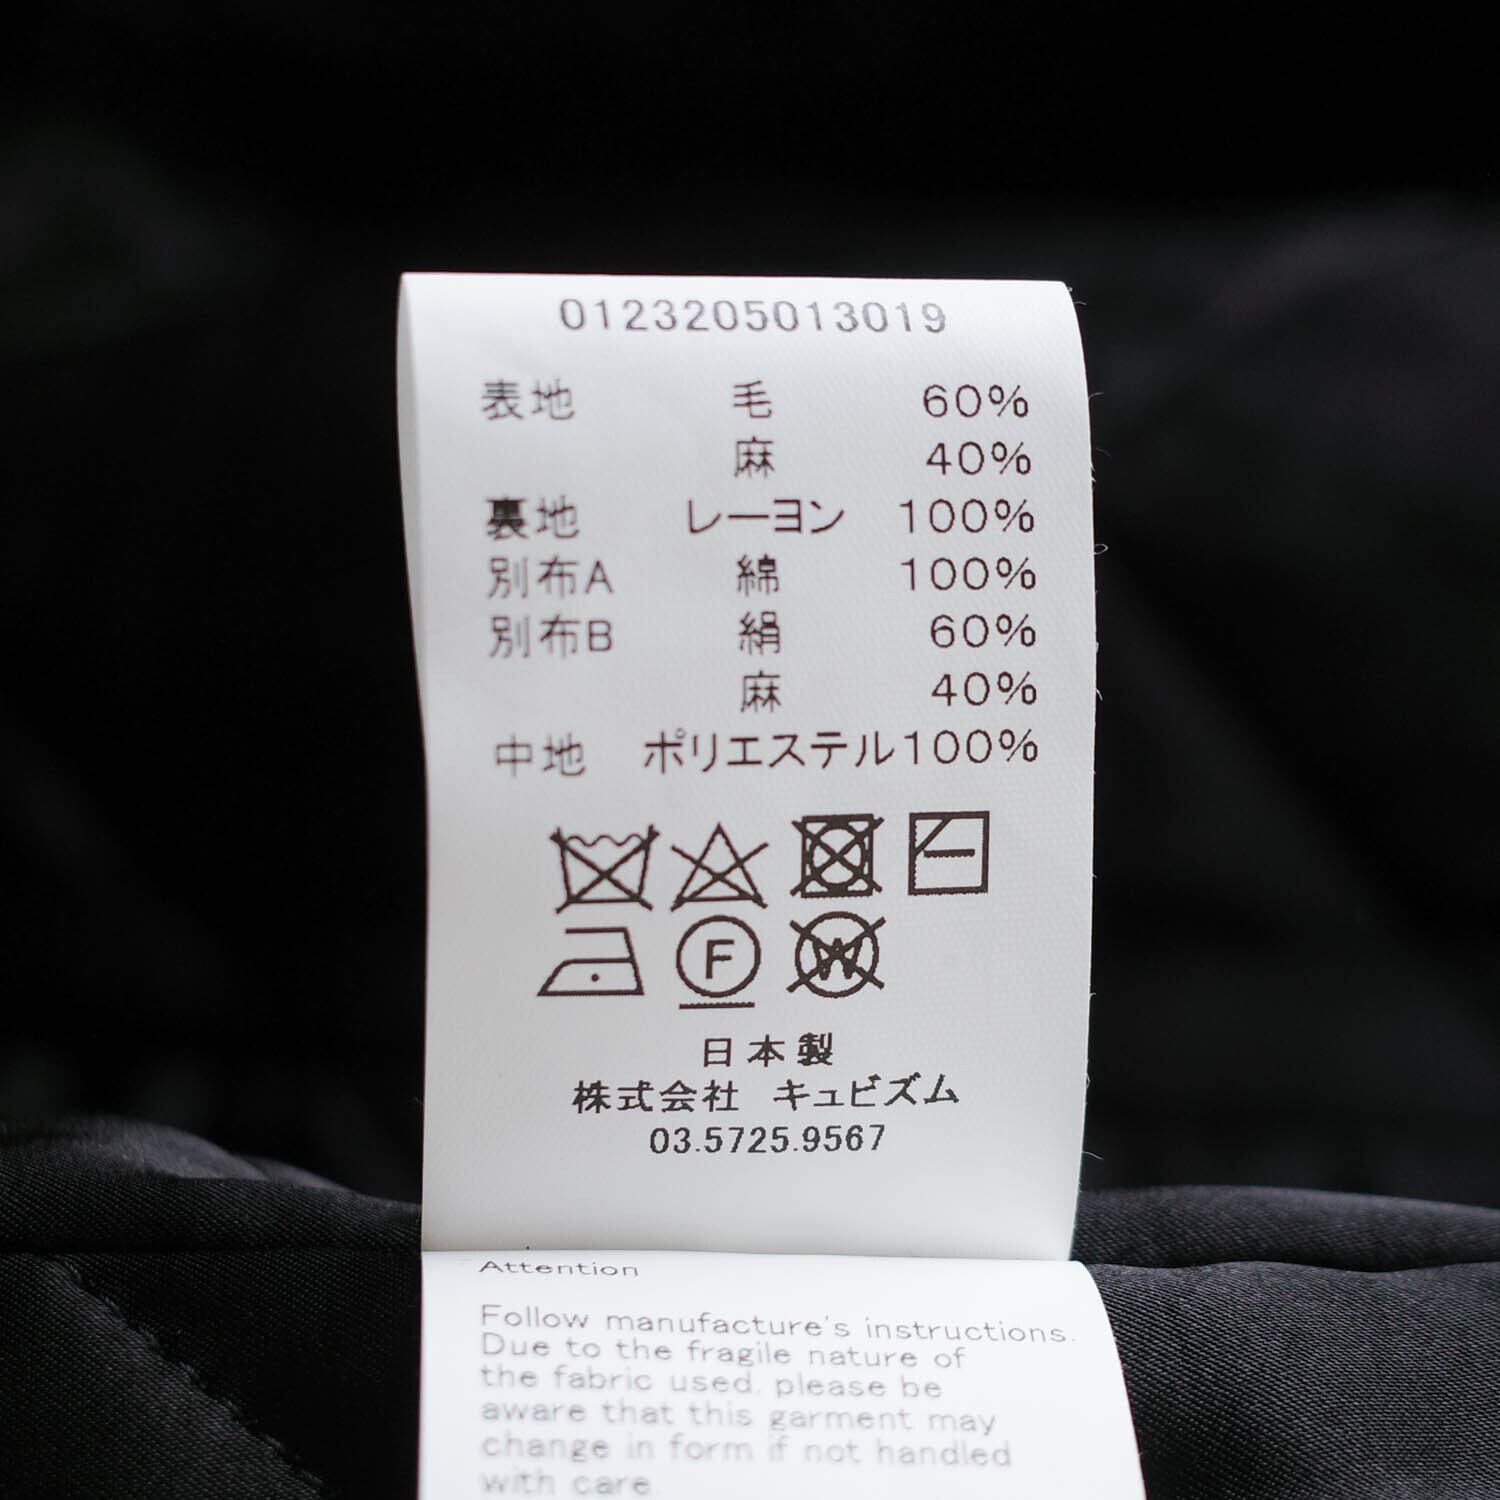 0123205013019
表地 毛 60%
麻 40%
裏地 レーヨン 100%
別布A 綿 100%
別布B 絹 60%
麻 40%
中地 ポリエステル100%
F W
日本製
株式会社 キュビズム
03.5725.9567
Attention
Follow manufacture's instructions.
Due to the fragile nature of
the fabric used, please be
aware that this garment may
change in form if not handled
with care.